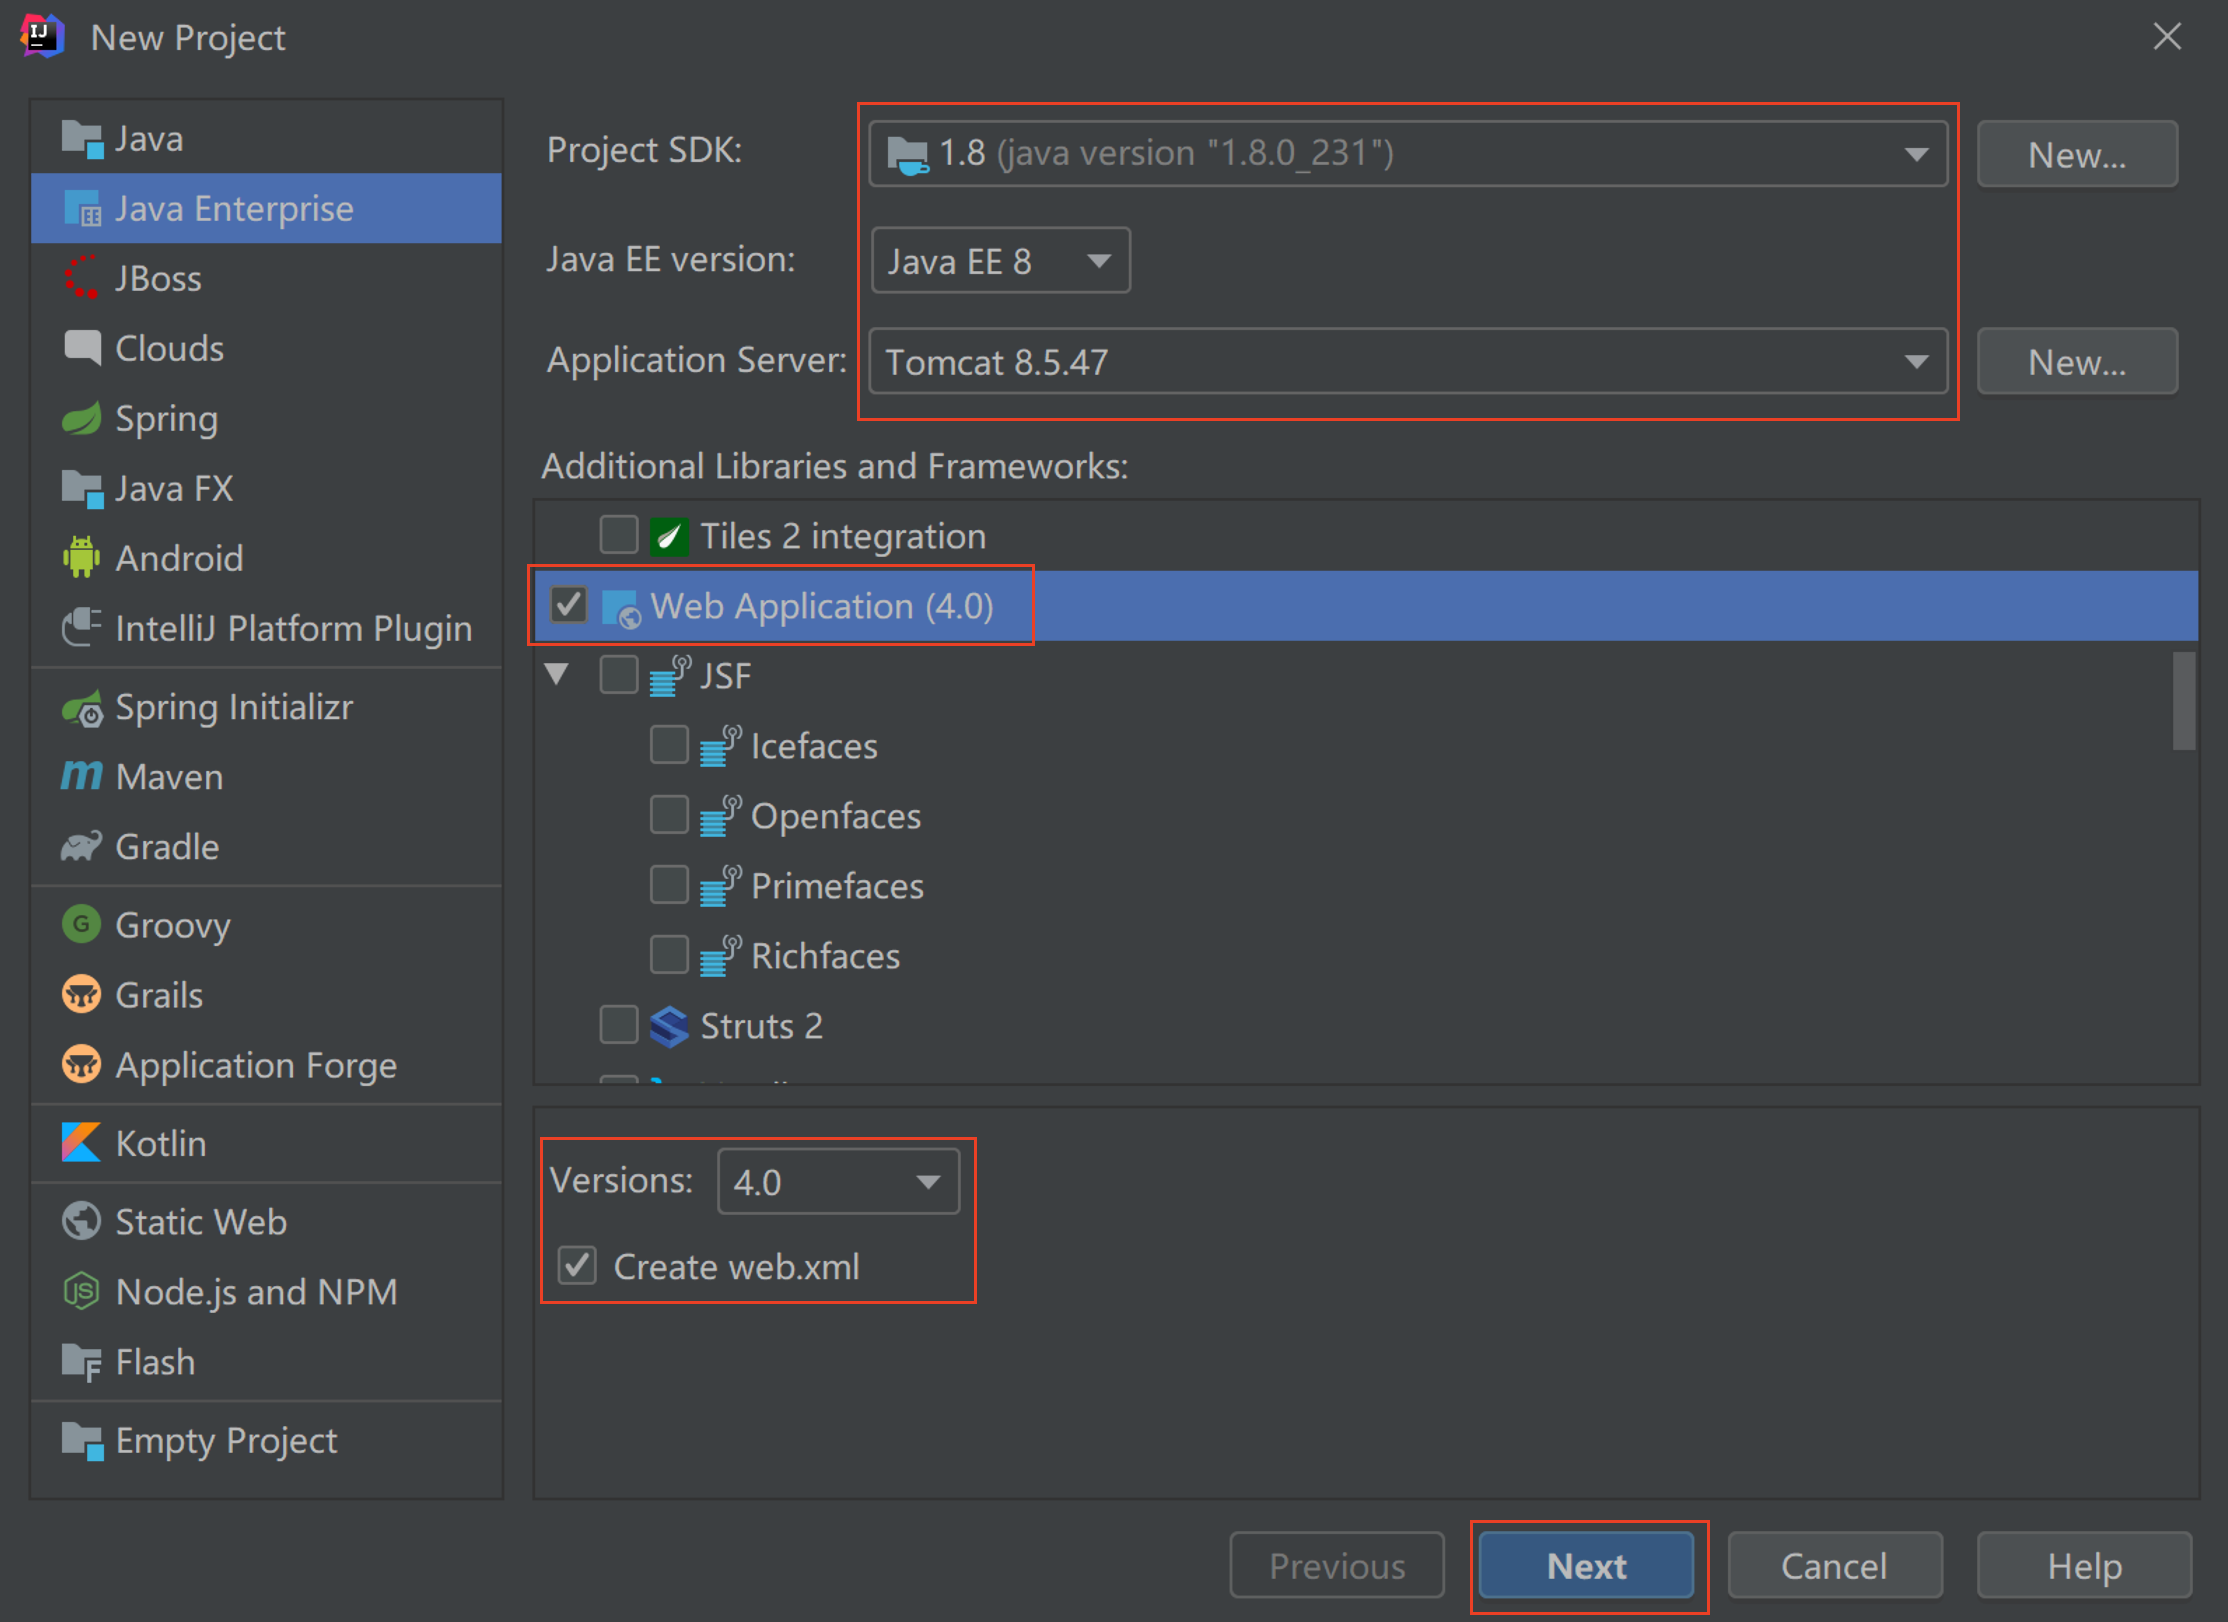 New Project
Java
Java Enterprise
JBoss
Clouds
Spring
Java FX
Android
IntelliJ Platform Plugin
Spring Initializr
Maven
Gradle
Groovy
Grails
Application Forge
Kotlin
Static Web
Node.js and NPM
Flash
Empty Project
Project SDK: 1.8 (java version "1.8.0_231") New...
Java EE version: Java EE 8
Application Server: Tomcat 8.5.47 New...
Additional Libraries and Frameworks:
Tiles 2 integration
Web Application (4.0)
JSF
Icefaces
Openfaces
Primefaces
Richfaces
Struts 2
Versions: 4.0
Create web.xml
Previous Next Cancel Help